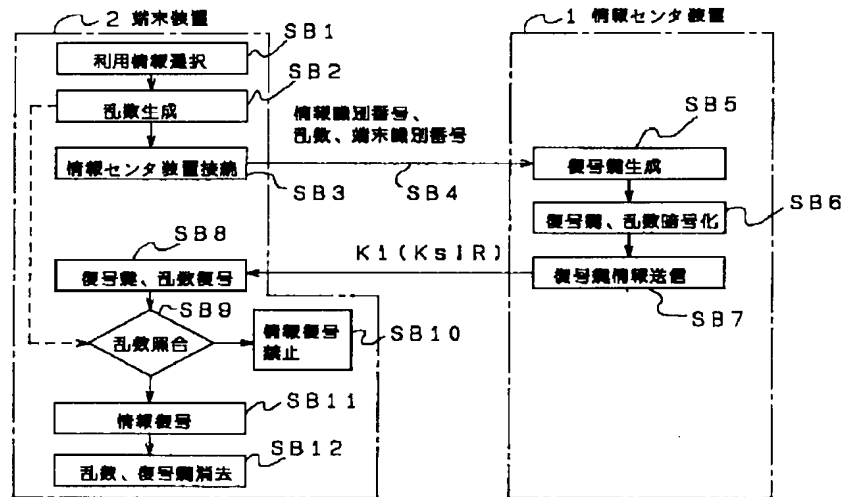 2 端末装置
SB1
利用情報選択
SB2
乱数生成
情報識別番号、
乱数、端末識別番号
情報センタ装置接続
SB3
SB4
1 情報センタ装置
SB5
復号鍵生成
SB6
復号鍵、乱数暗号化
K i ( K s | R )
復号鍵情報送信
SB7
SB8
復号鍵、乱数復号
SB9
乱数照合
情報復号
禁止
SB10
SB11
情報復号
SB12
乱数、復号鍵消去